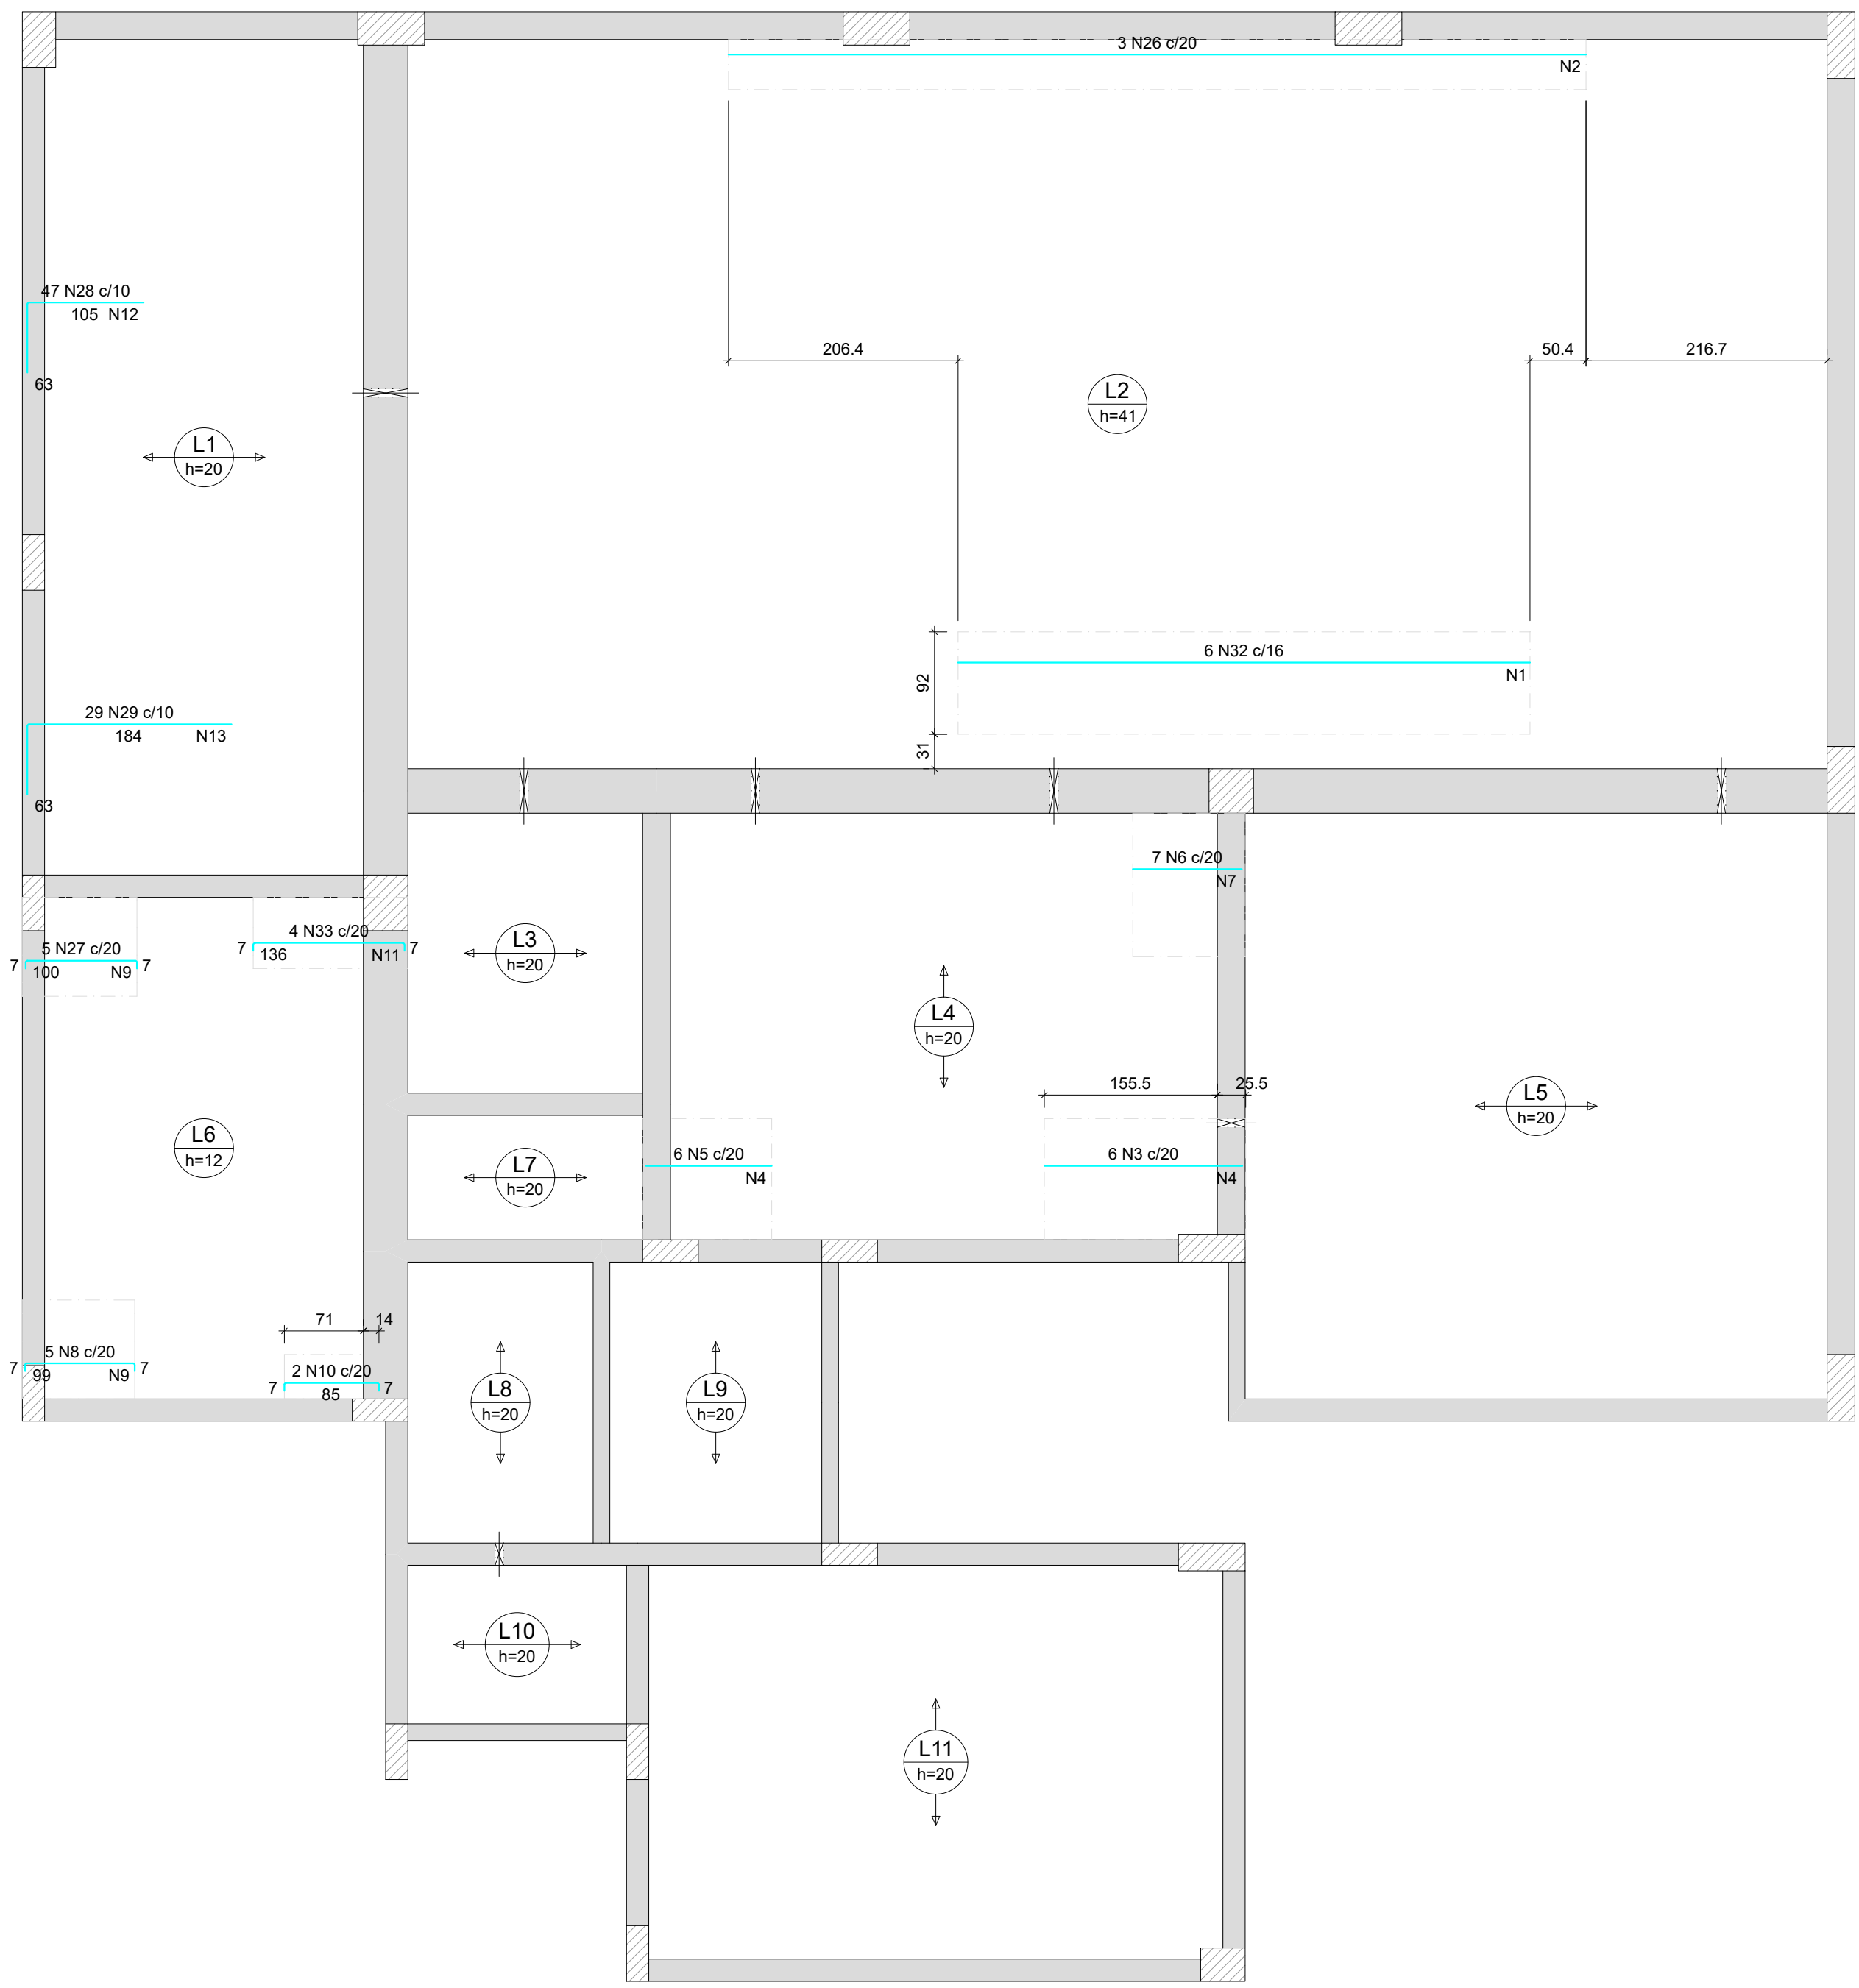 3 N26 c/20
N2
47 N28 c/10
105 N12
63
206.4
50.4
216.7
L2
h=41
L1
h=20
6 N32 c/16
N1
92
31
29 N29 c/10
184 N13
63
7 N6 c/20
N7
4 N33 c/20
7 136 N11 7
5 N27 c/20
7 100 N9 7
L3
h=20
L4
h=20
155.5
25.5
L5
h=20
L6
h=12
L7
h=20
6 N5 c/20
N4
6 N3 c/20
N4
71
14
5 N8 c/20
7 99 N9 7
2 N10 c/20
7 85 7
L8
h=20
L9
h=20
L10
h=20
L11
h=20